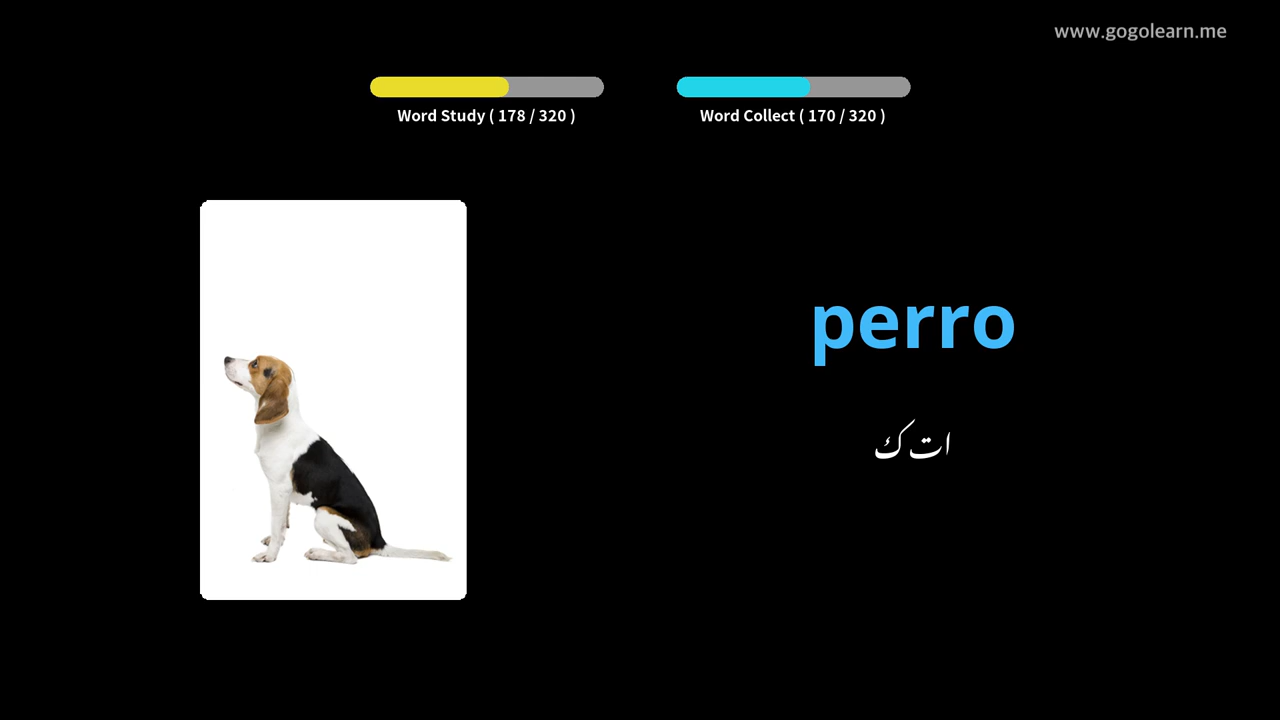 www.gogolearn.me
Word Study ( 178 / 320 )
Word Collect ( 170 / 320 )
perro
ات ك